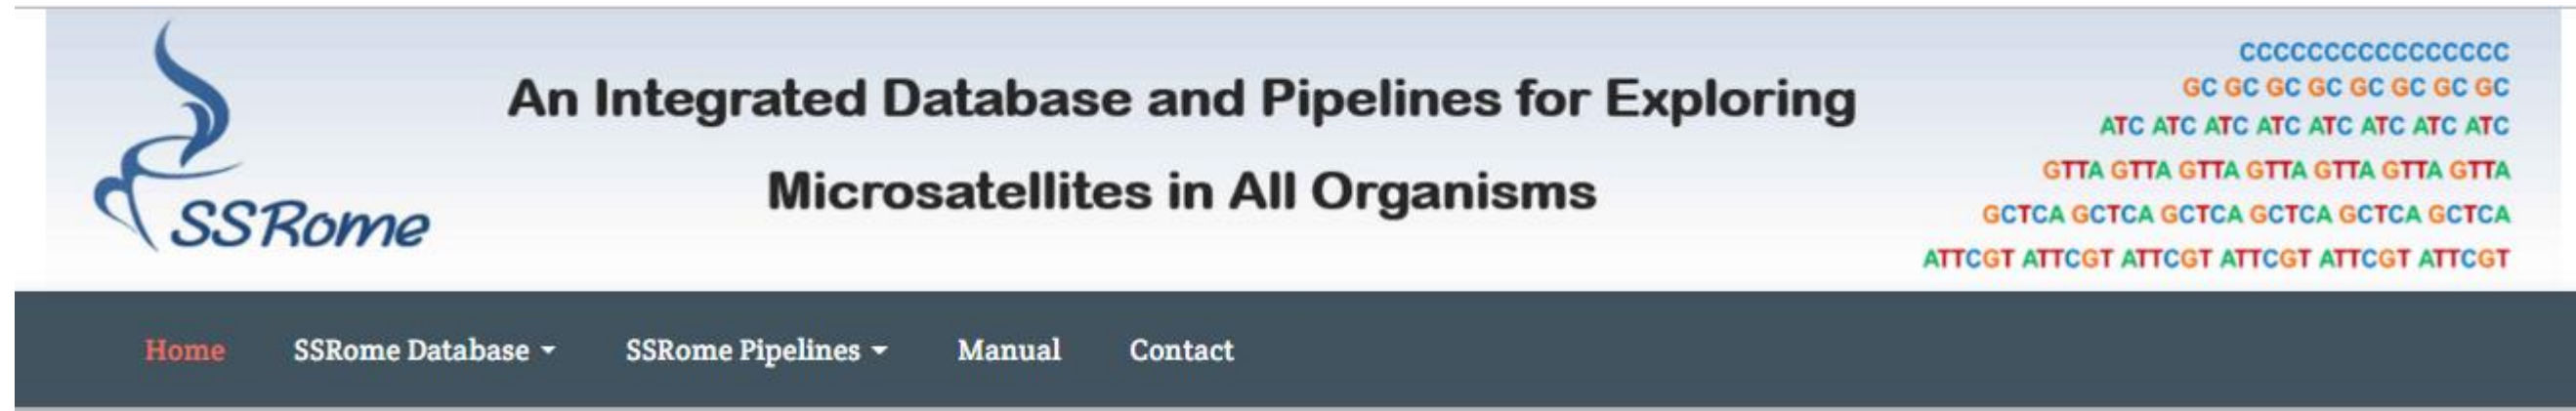 SSRome
An Integrated Database and Pipelines for Exploring
Microsatellites in All Organisms
CCCCCCCCCCCCCCCC
GC GC GC GC GC GC GC GC
ATC ATC ATC ATC ATC ATC ATC ATC
GTTA GTTA GTTA GTTA GTTA GTTA GTTA
GCTCA GCTCA GCTCA GCTCA GCTCA GCTCA
ATTCGT ATTCGT ATTCGT ATTCGT ATTCGT ATTCGT
Home SSRome Database SSRome Pipelines Manual Contact